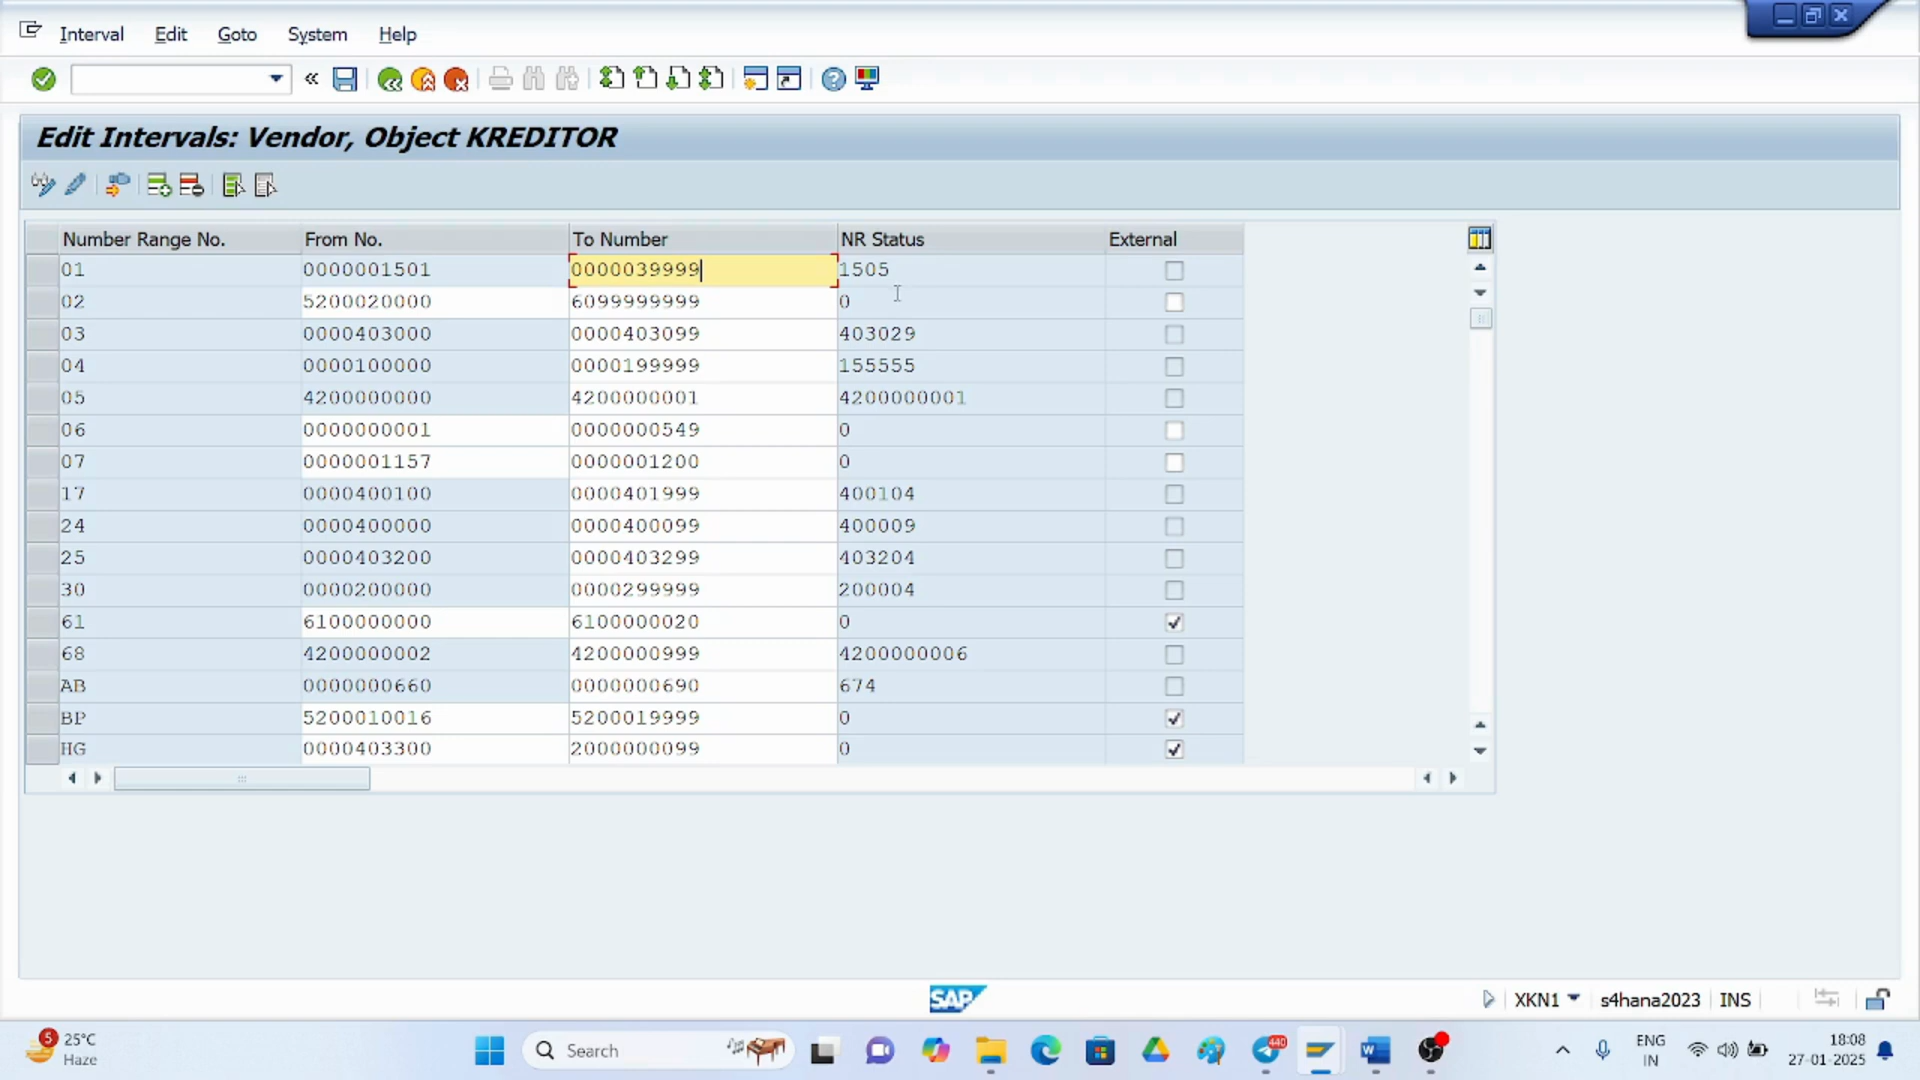 Interval Edit Goto System Help
Edit Intervals: Vendor, Object KREDITOR
Number Range No. From No. To Number NR Status External
01 0000001501 0000039999 1505
02 5200020000 6099999999 0
03 0000403000 0000403099 403029
04 0000100000 0000199999 155555
05 4200000000 4200000001 4200000001
06 0000000001 0000000549 0
07 0000001157 0000001200 0
17 0000400100 0000401999 400104
24 0000400000 0000400099 400009
25 0000403200 0000403299 403204
30 0000200000 0000299999 200004
61 6100000000 6100000020 0
68 4200000002 4200000999 4200000006
AB 0000000660 0000000690 674
BP 5200010016 5200019999 0
HG 0000403300 2000000099 0
SAP XKN1 s4hana2023 INS
5 25°C
Haze
Search
440
ENG
IN
18:08
27-01-2025